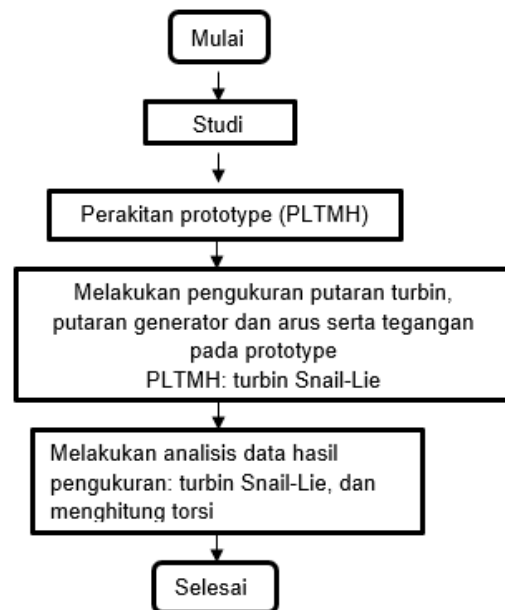 Mulai
Studi
Perakitan prototype (PLTMH)
Melakukan pengukuran putaran turbin,
putaran generator dan arus serta tegangan
pada prototype
PLTMH: turbin Snail-Lie
Melakukan analisis data hasil
pengukuran: turbin Snail-Lie, dan
menghitung torsi
Selesai